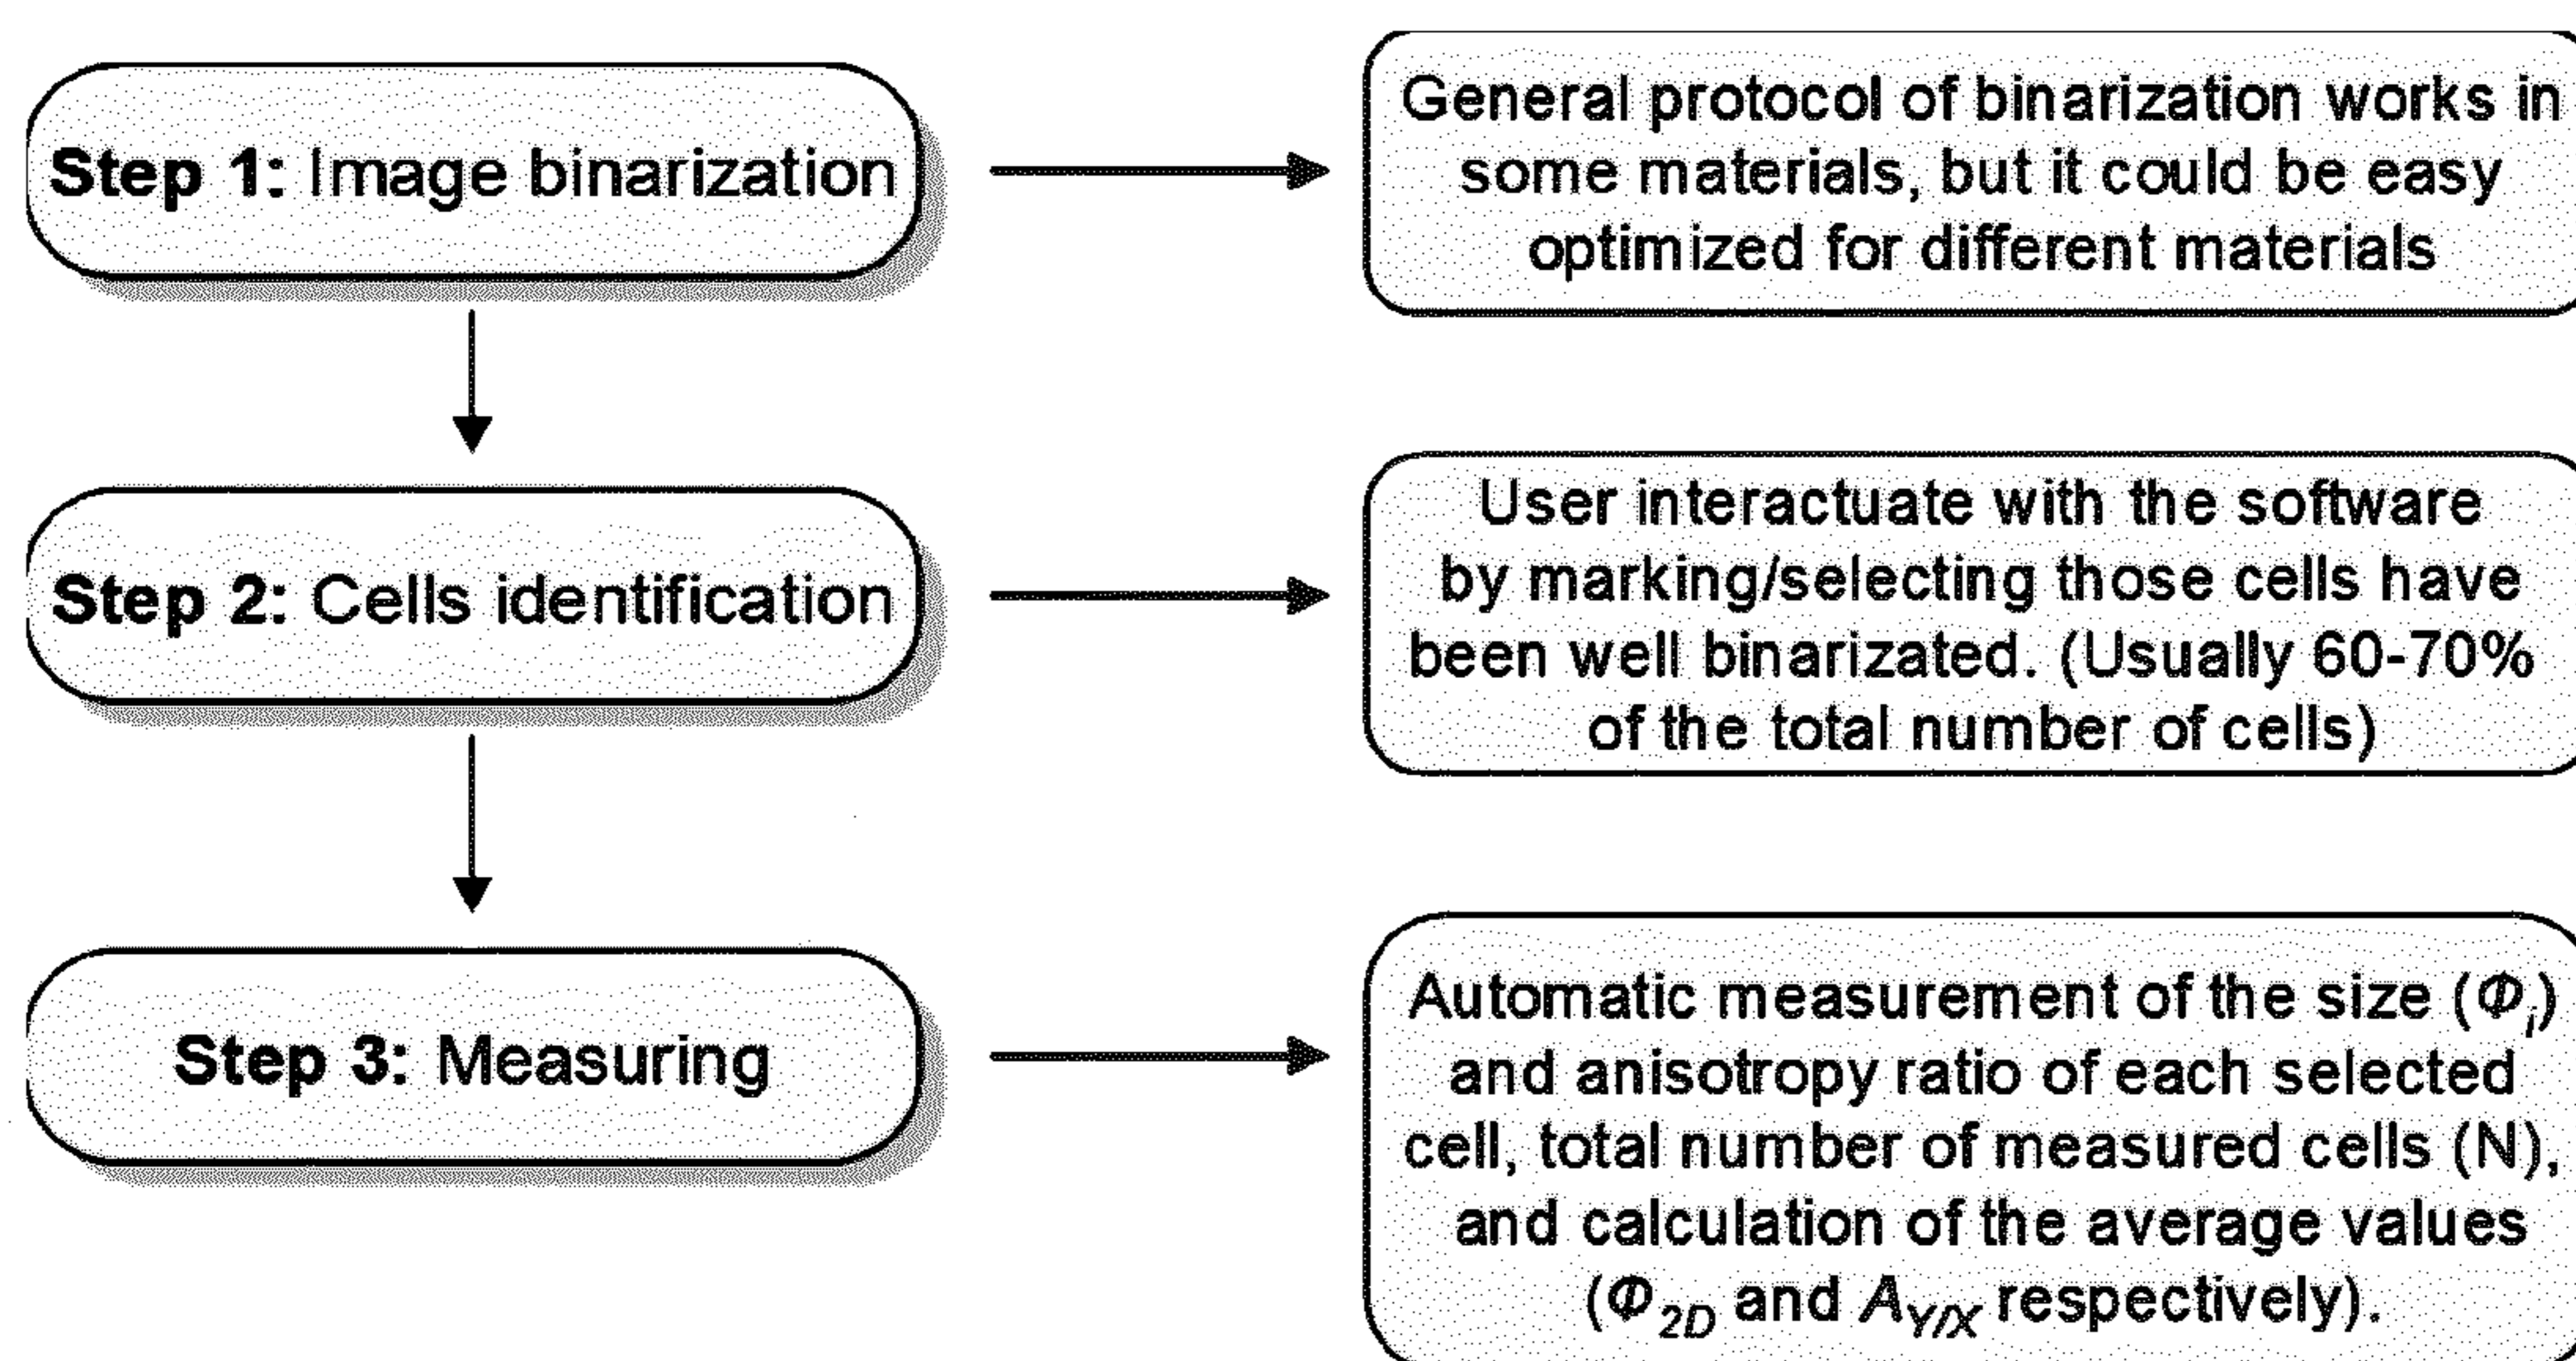 Step 1: Image binarization
General protocol of binarization works in
some materials, but it could be easy
optimized for different materials
Step 2: Cells identification
User interactuate with the software
by marking/selecting those cells have
been well binarizated. (Usually 60-70%
of the total number of cells)
Step 3: Measuring
Automatic measurement of the size (Φi)
and anisotropy ratio of each selected
cell, total number of measured cells (N),
and calculation of the average values
(Φ2D and AY/X respectively).